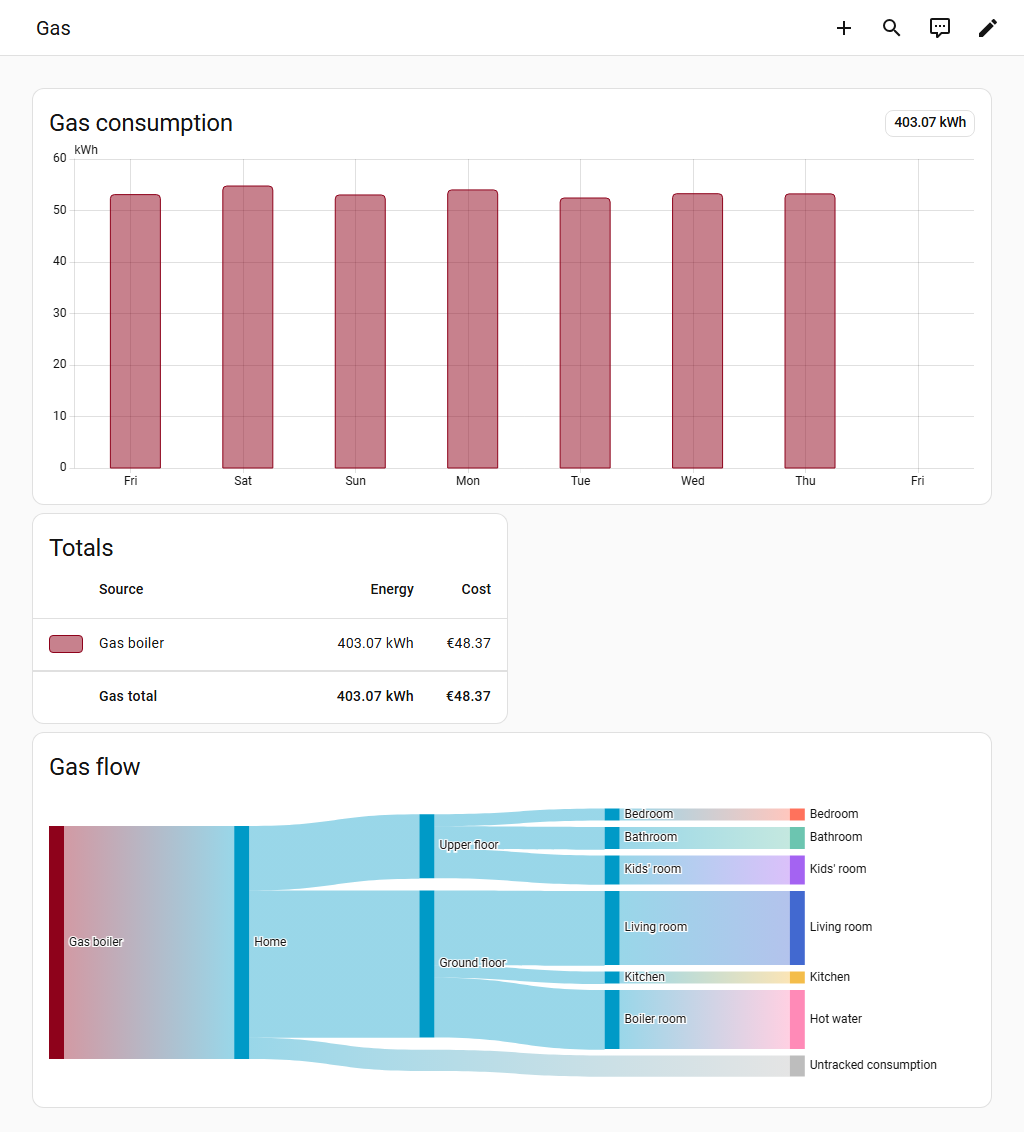 Gas
Gas consumption
403.07 kWh
kWh
60
50
40
30
20
10
0
Fri Sat Sun Mon Tue Wed Thu Fri
Totals
Source Energy Cost
Gas boiler 403.07 kWh €48.37
Gas total 403.07 kWh €48.37
Gas flow
Bedroom Bedroom
Bathroom Bathroom
Upper floor
Kids' room Kids' room
Living room Living room
Gas boiler Home
Ground floor
Kitchen Kitchen
Boiler room Hot water
Untracked consumption